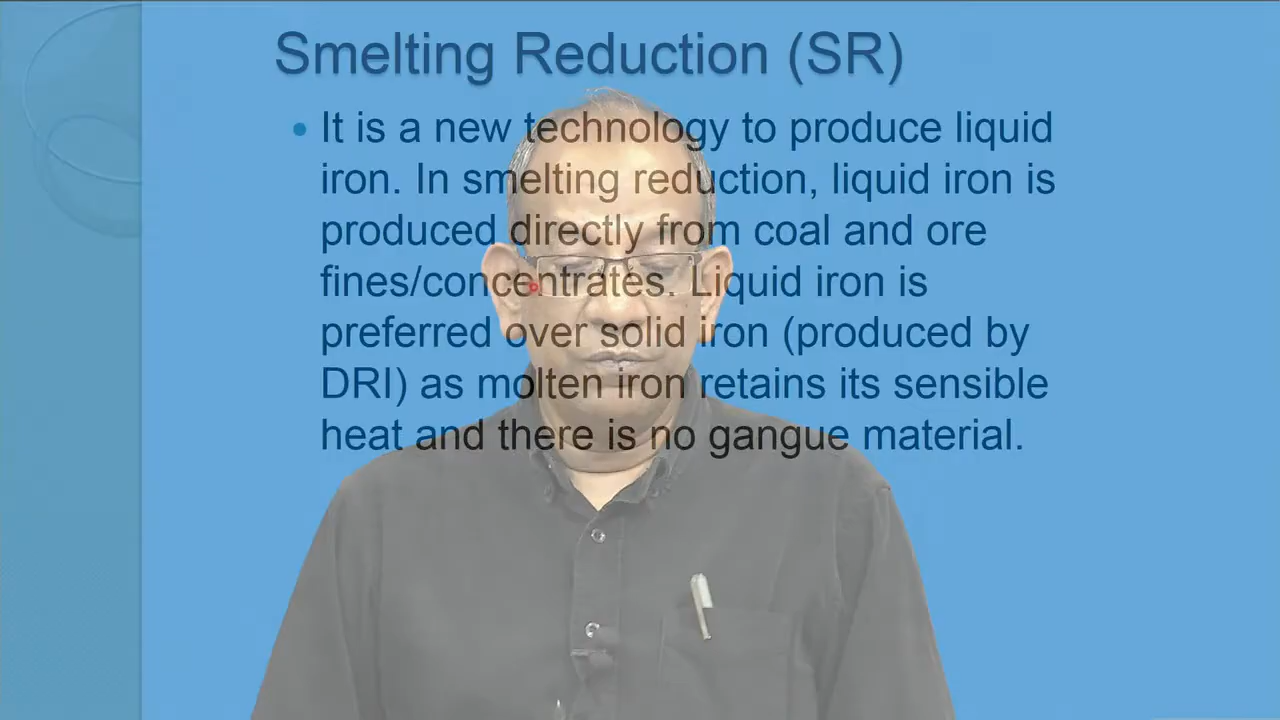 Smelting Reduction (SR)
• It is a new technology to produce liquid
iron. In smelting reduction, liquid iron is
produced directly from coal and ore
fines/concentrates. Liquid iron is
preferred over solid iron (produced by
DRI) as molten iron retains its sensible
heat and there is no gangue material.